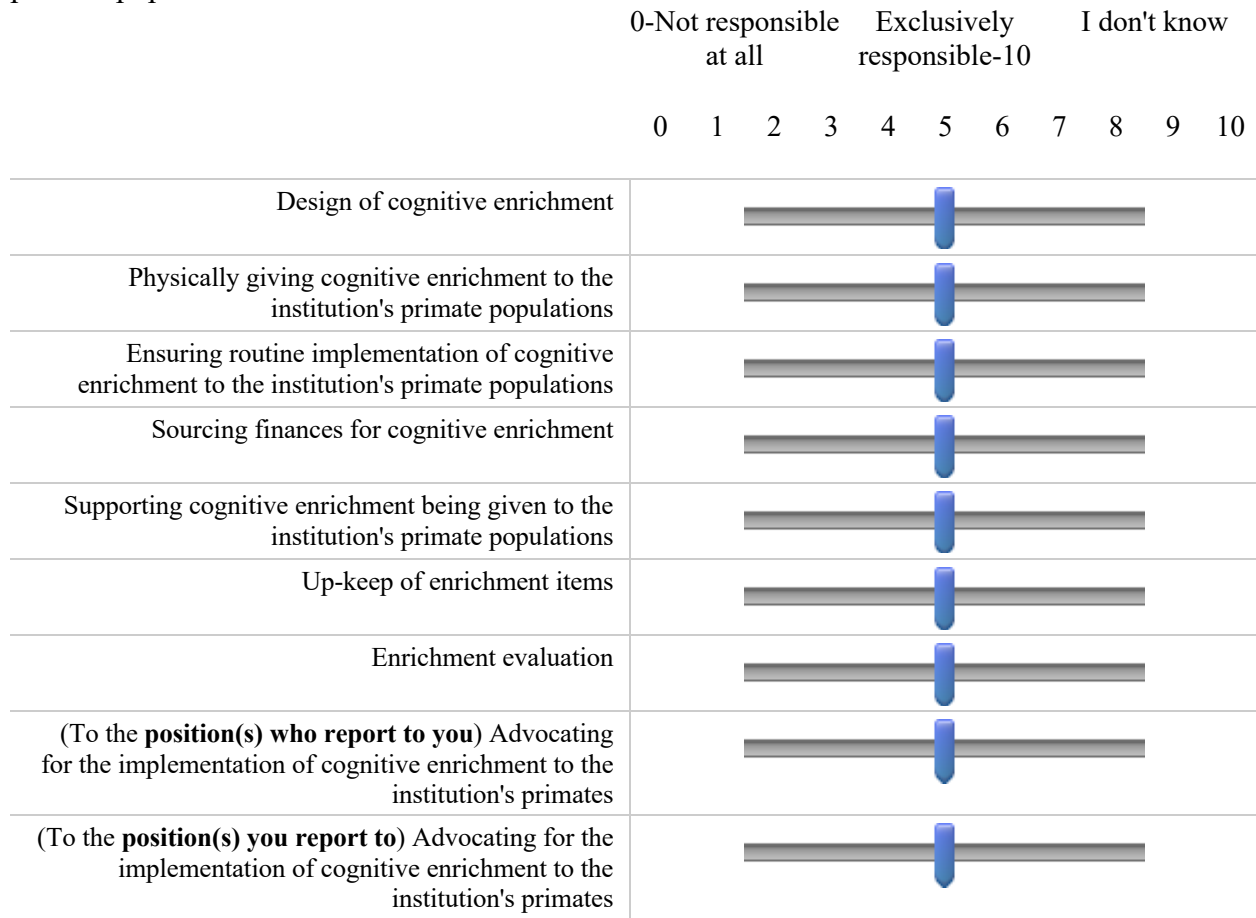 0-Not responsible at all
Exclusively responsible-10
I don't know
0 1 2 3 4 5 6 7 8 9 10
Design of cognitive enrichment
Physically giving cognitive enrichment to the
institution's primate populations
Ensuring routine implementation of cognitive
enrichment to the institution's primate populations
Sourcing finances for cognitive enrichment
Supporting cognitive enrichment being given to the
institution's primate populations
Up-keep of enrichment items
Enrichment evaluation
(To the position(s) who report to you) Advocating
for the implementation of cognitive enrichment to the
institution's primates
(To the position(s) you report to) Advocating for the
implementation of cognitive enrichment to the
institution's primates